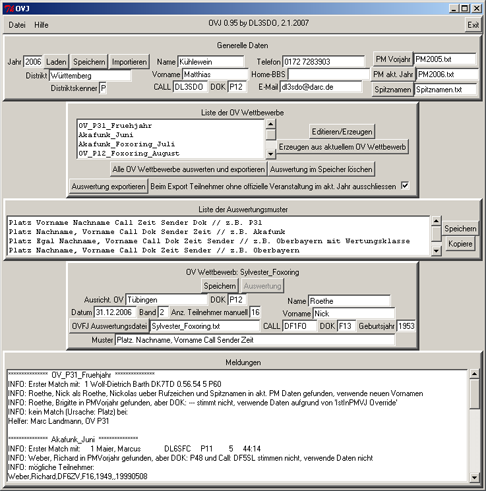 OVJ
Datei Hilfe OVJ 0.95 by DL3SDO, 2.1.2007 Exit
Generelle Daten
Jahr 2006 Laden Speichern Importieren Name Kühlewein Telefon 0172 7283903 PM Vorjahr PM2005.txt
Distrikt Württemberg Vorname Matthias Home-BBS PM akt. Jahr PM2006.txt
Distriktskenner P CALL DL3SDO DOK P12 E-Mail dl3sdo@darc.de Spitznamen Spitznamen.txt
Liste der OV Wettbewerbe
OV_P31_Fruehjahr
Akafunk_Juni
Akafunk_Foxoring_Juli
OV_P12_Foxoring_August
Editieren/Erzeugen
Erzeugen aus aktuellem OV Wettbewerb
Alle OV Wettbewerbe auswerten und exportieren Auswertung im Speicher löschen
Auswertung exportieren Beim Export Teilnehmer ohne offizielle Veranstaltung im akt. Jahr ausschliessen
Liste der Auswertungsmuster
Platz Vorname Nachname Call Zeit Sender Dok // z.B. P31
Platz Nachname, Vorname Call Dok Zeit Sender // z.B. Akafunk
Platz Egal Nachname, Vorname Call Dok Zeit Sender // z.B. Oberbayern mit Wertungsklasse
Platz Nachname, Vorname Call Dok Zeit Sender // z.B. Oberbayern
Speichern
Kopiere
OV Wettbewerb: Sylvester_Foxoring
Speichern Auswertung
Ausricht. OV Tübingen DOK P12 Name Roethe
Datum 31.12.2006 Band 2 Anz. Teilnehmer manuell 16 Vorname Nick
OVFJ Auswertungsdatei Sylvester_Foxoring.txt CALL DF1FO DOK F13 Geburtsjahr 1953
Muster Platz. Nachname, Vorname Call Zeit Sender
Meldungen
*************** OV_P31_Fruehjahr ***************
INFO: Erster Match mit: 1 Wolf-Dietrich Barth DK7TD 0.56.54 5 P60
INFO: Roethe, Nick als Roethe, Nickolas ueber Rufzeichen und Spitznamen in akt. PM Daten gefunden, verwende neuen Vornamen
INFO: Roethe, Brigitte in PMVorjahr gefunden, aber DOK: --- stimmt nicht, verwende Daten aufgrund von 'IstInPMVJ Override'
INFO: kein Match (Ursache: Platz) bei:
Helfer: Marc Landmann, OV P31
*************** Akafunk_Juni ***************
INFO: Erster Match mit: 1 Maier, Marcus DL6SFC P11 5 44:14
INFO: Weber, Richard in PMVorjahr gefunden, aber DOK: P48 und Call: DF5SL stimmen nicht, verwende Daten nicht
INFO: mögliche Teilnehmer:
Weber,Richard,DF6ZV,F16,1949,,19990508